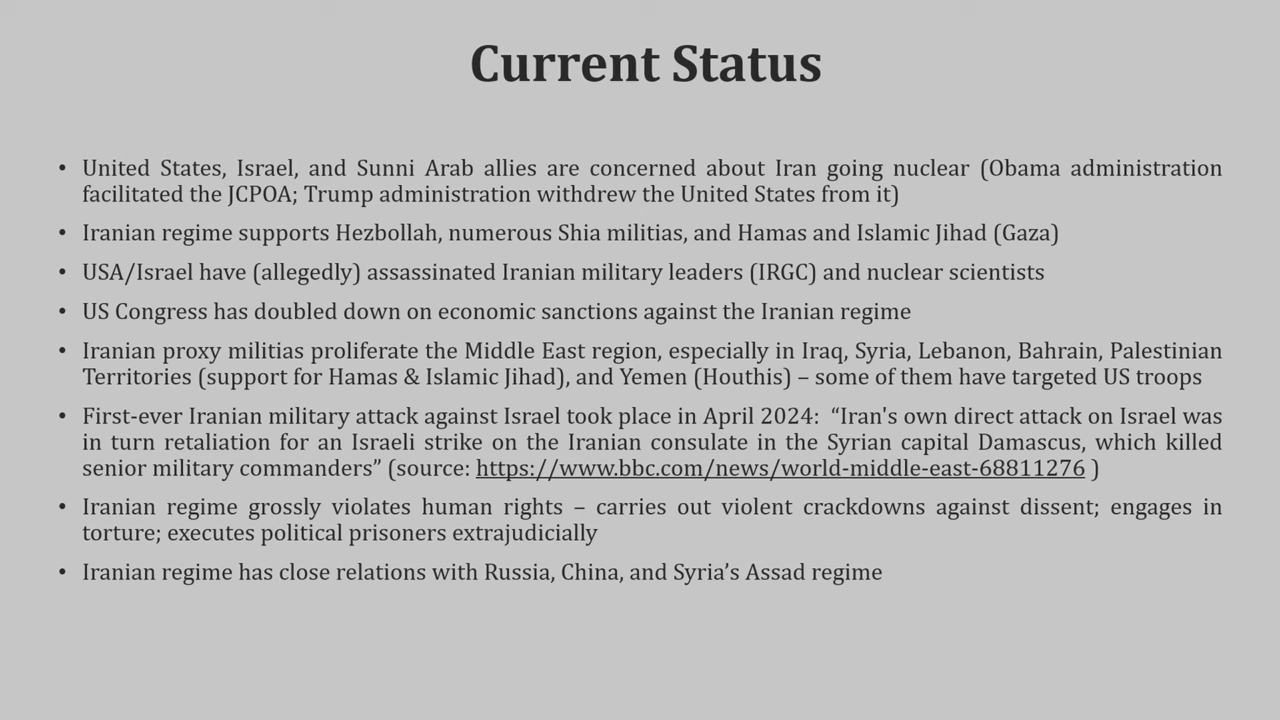 Current Status
• United States, Israel, and Sunni Arab allies are concerned about Iran going nuclear (Obama administration
facilitated the JCPOA; Trump administration withdrew the United States from it)
• Iranian regime supports Hezbollah, numerous Shia militias, and Hamas and Islamic Jihad (Gaza)
• USA/Israel have (allegedly) assassinated Iranian military leaders (IRGC) and nuclear scientists
• US Congress has doubled down on economic sanctions against the Iranian regime
• Iranian proxy militias proliferate the Middle East region, especially in Iraq, Syria, Lebanon, Bahrain, Palestinian
Territories (support for Hamas & Islamic Jihad), and Yemen (Houthis) – some of them have targeted US troops
• First-ever Iranian military attack against Israel took place in April 2024: “Iran's own direct attack on Israel was
in turn retaliation for an Israeli strike on the Iranian consulate in the Syrian capital Damascus, which killed
senior military commanders” (source: https://www.bbc.com/news/world-middle-east-68811276 )
• Iranian regime grossly violates human rights – carries out violent crackdowns against dissent; engages in
torture; executes political prisoners extrajudicially
• Iranian regime has close relations with Russia, China, and Syria’s Assad regime